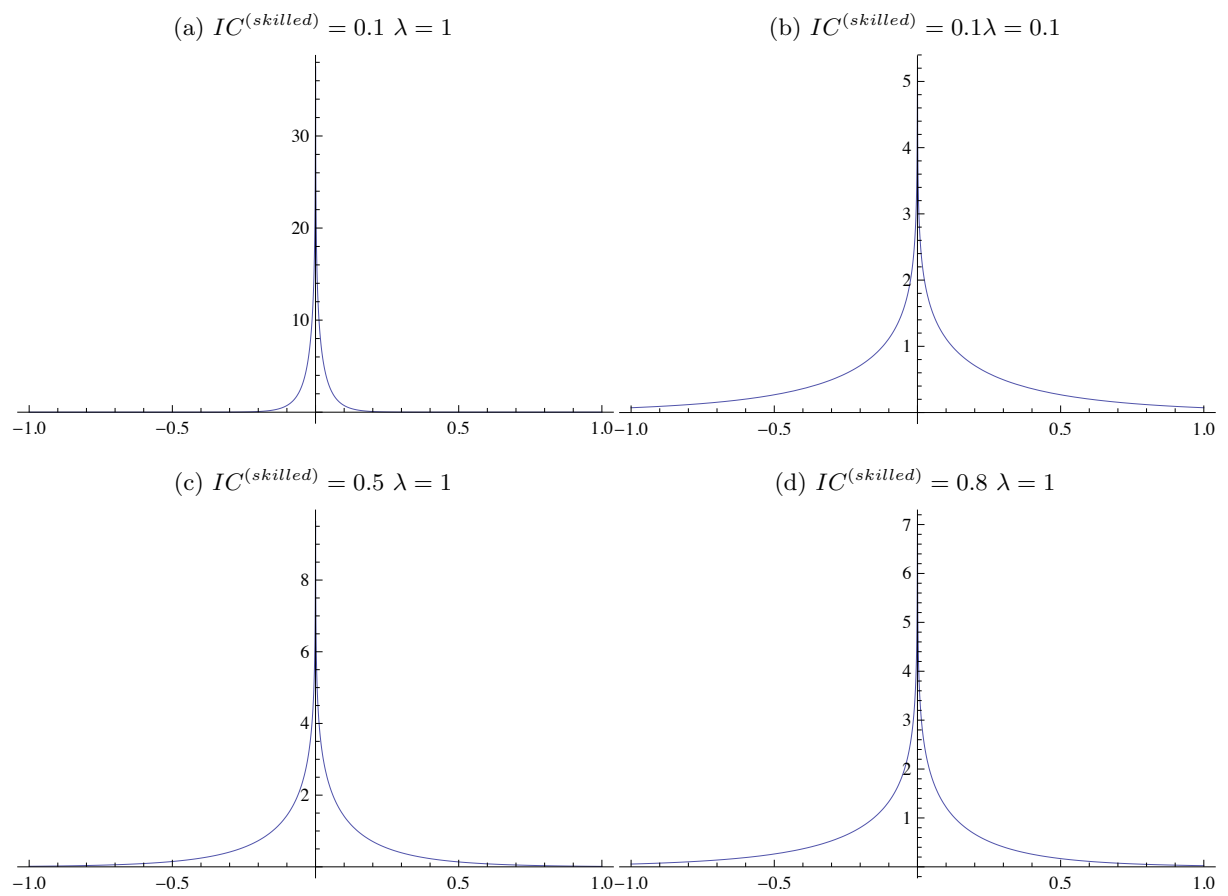 (a) IC^(skilled) = 0.1 λ = 1
30
20
10
−1.0 −0.5 0.5 1.0
(b) IC^(skilled) = 0.1λ = 0.1
5
4
3
2
1
−1.0 −0.5 0.5 1.0
(c) IC^(skilled) = 0.5 λ = 1
8
6
4
2
−1.0 −0.5 0.5 1.0
(d) IC^(skilled) = 0.8 λ = 1
7
6
5
4
3
2
1
−1.0 −0.5 0.5 1.0